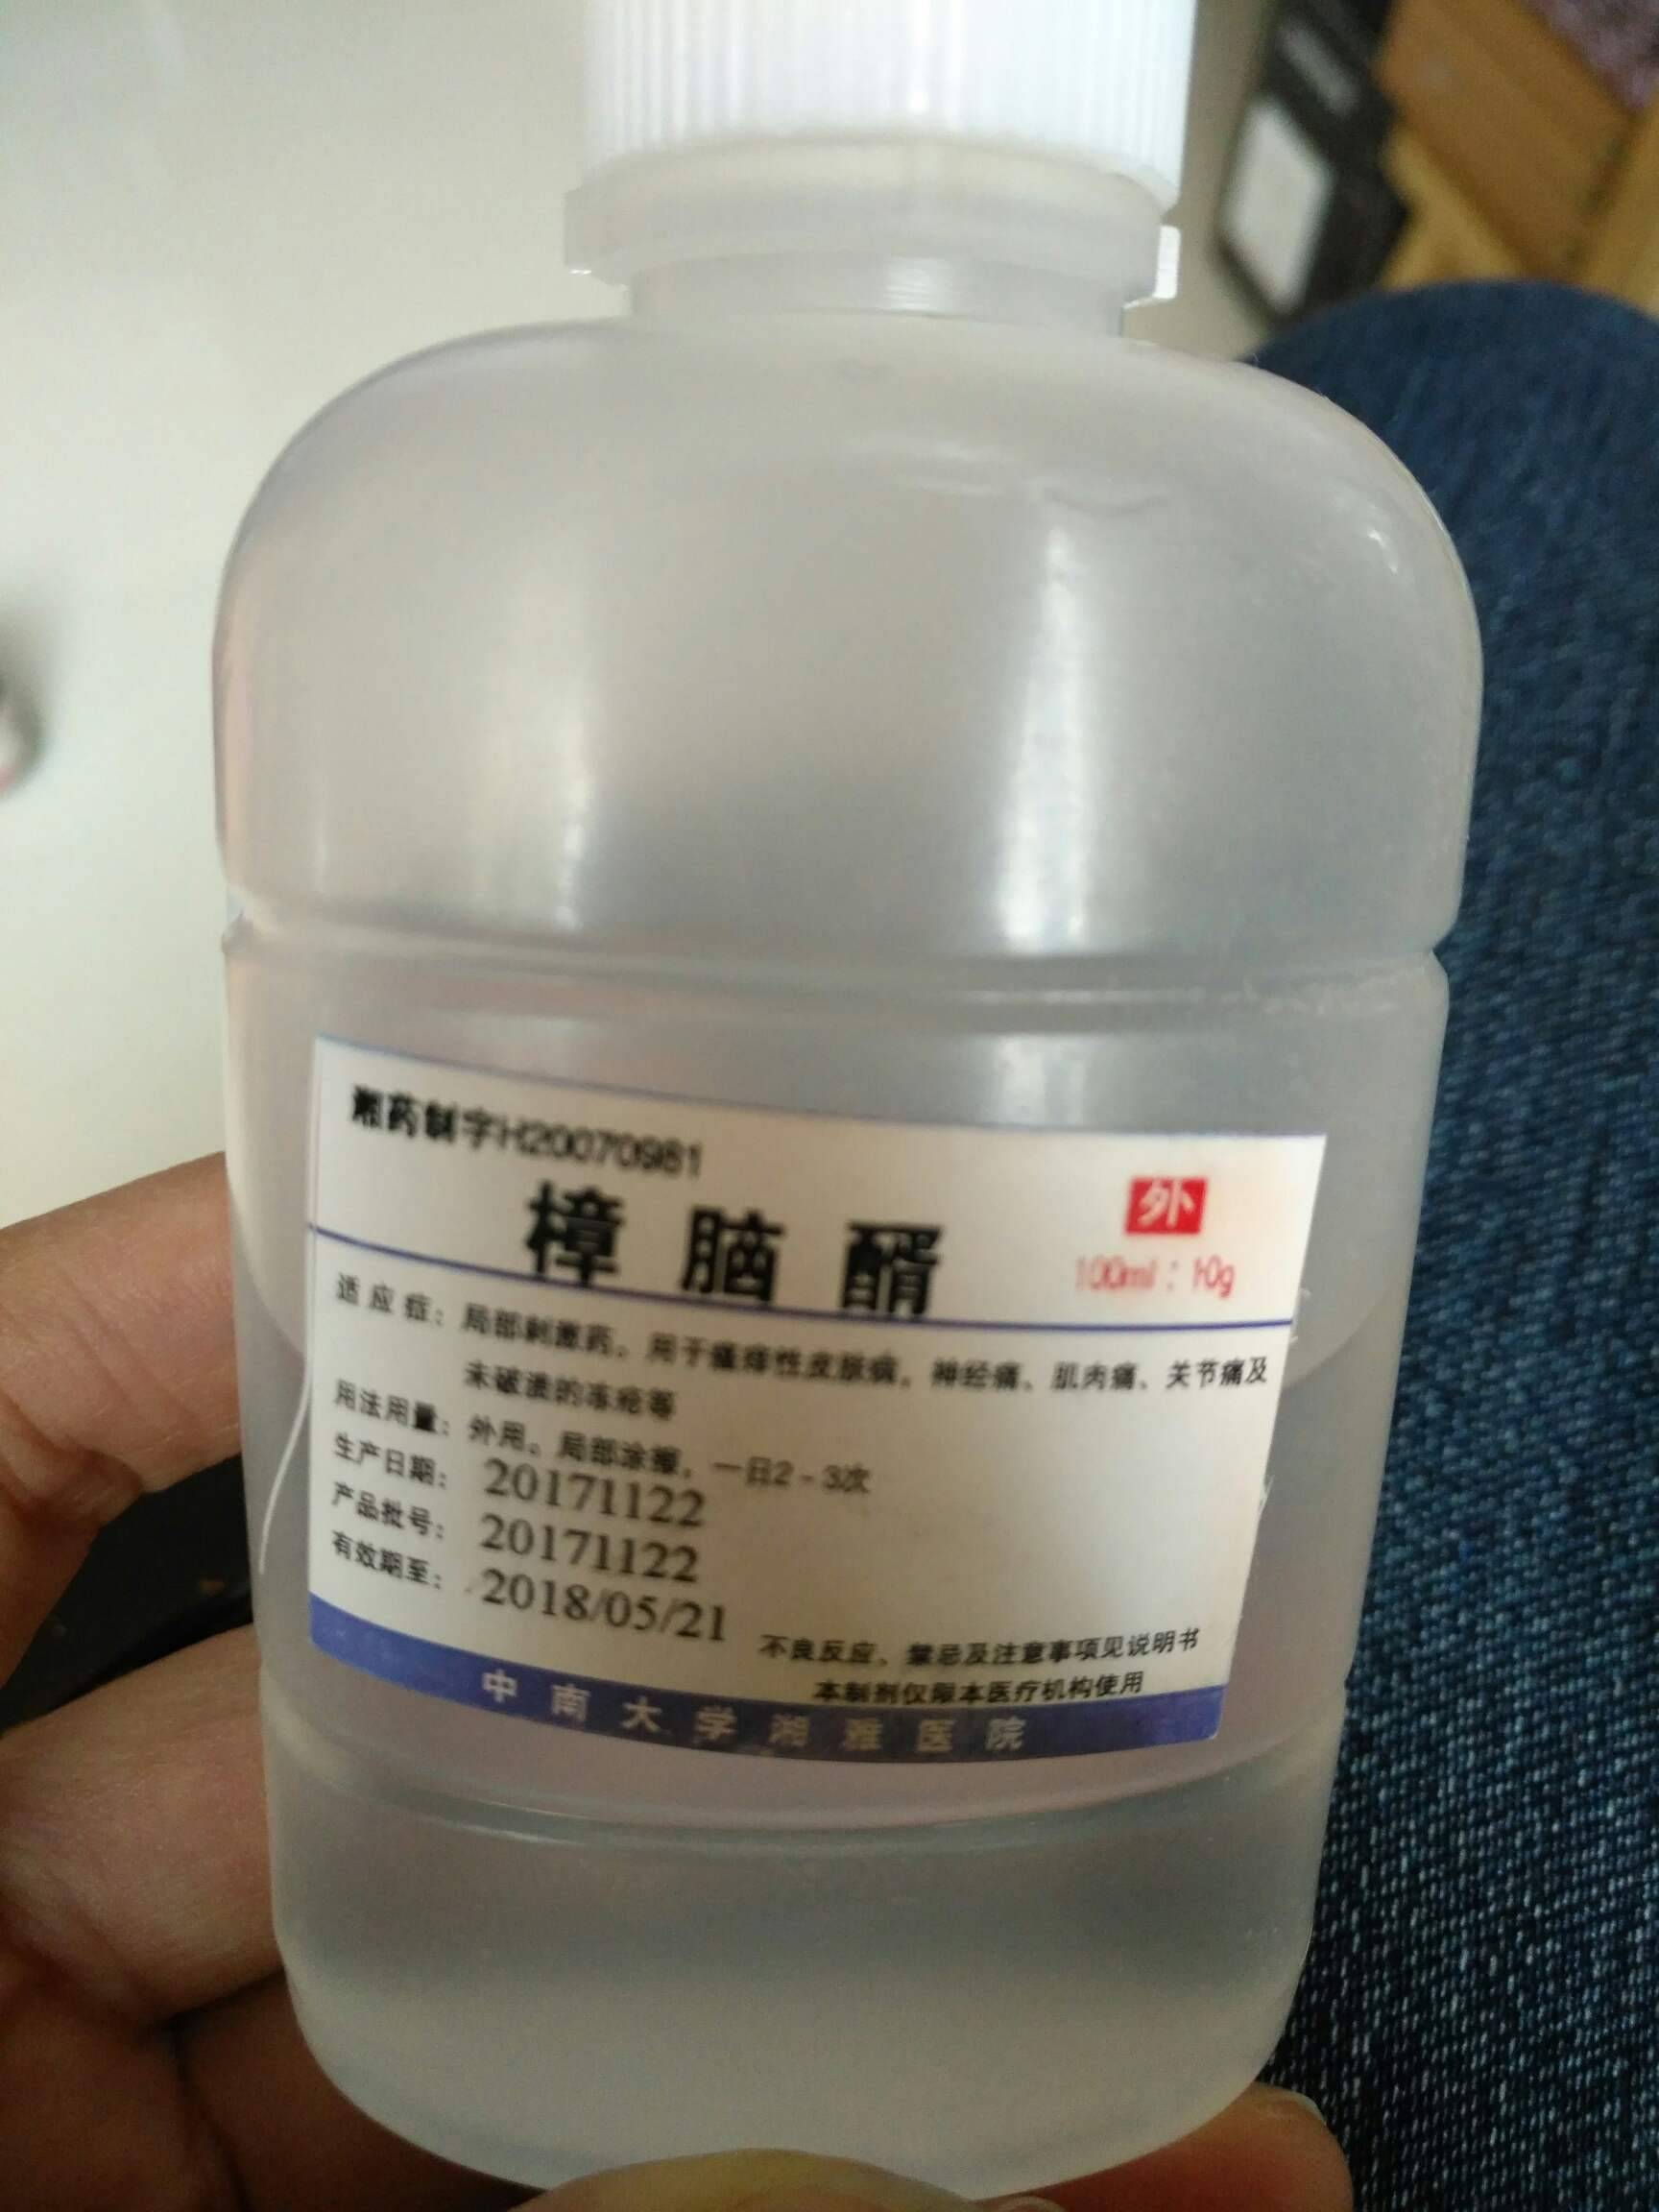 湘药制字H20070981
外
樟脑醑
100ml：10g
适应症：局部刺激药。用于瘙痒性皮肤病，神经痛、肌肉痛、关节痛及
未破溃的冻疮等
用法用量：外用。局部涂擦，一日2-3次
生产日期：20171122
产品批号：20171122
有效期至：2018/05/21
不良反应、禁忌及注意事项见说明书
本制剂仅限本医疗机构使用
中南大学湘雅医院